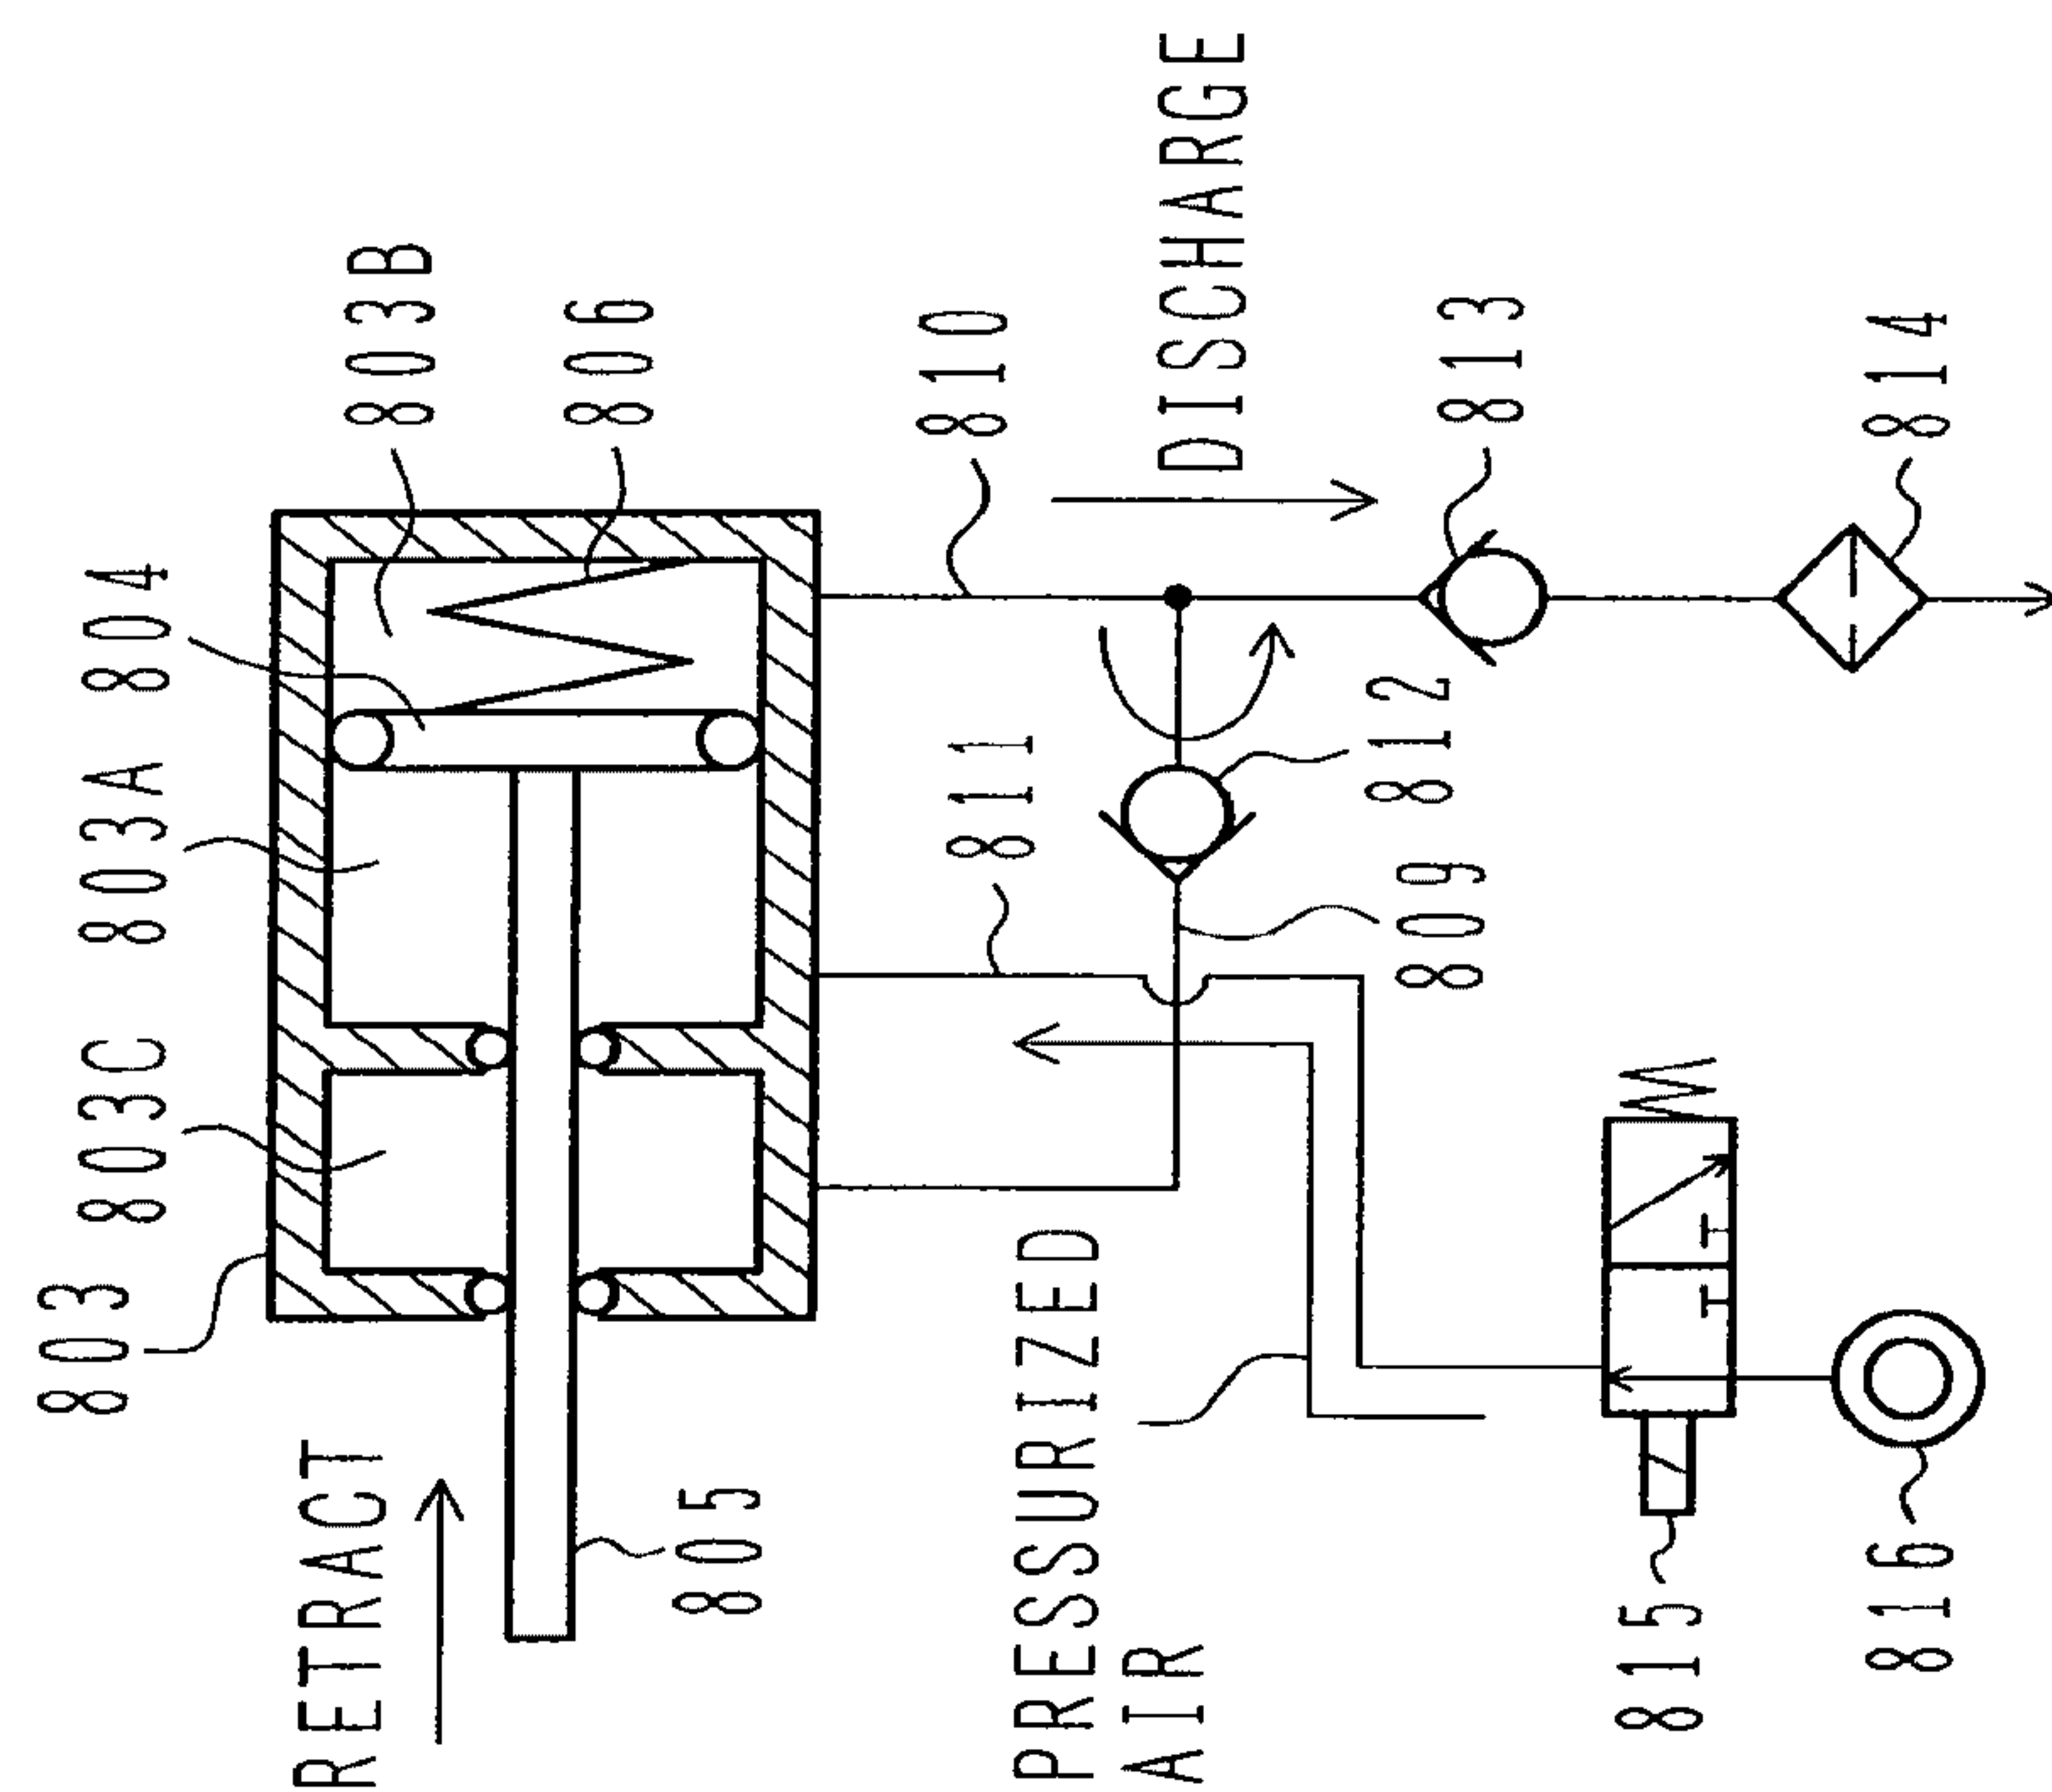 803
803C
803A
804
RETRACT
803B
805
806
810
811
PRESSURIZED
AIR
DISCHARGE
812
809
813
815
816
814